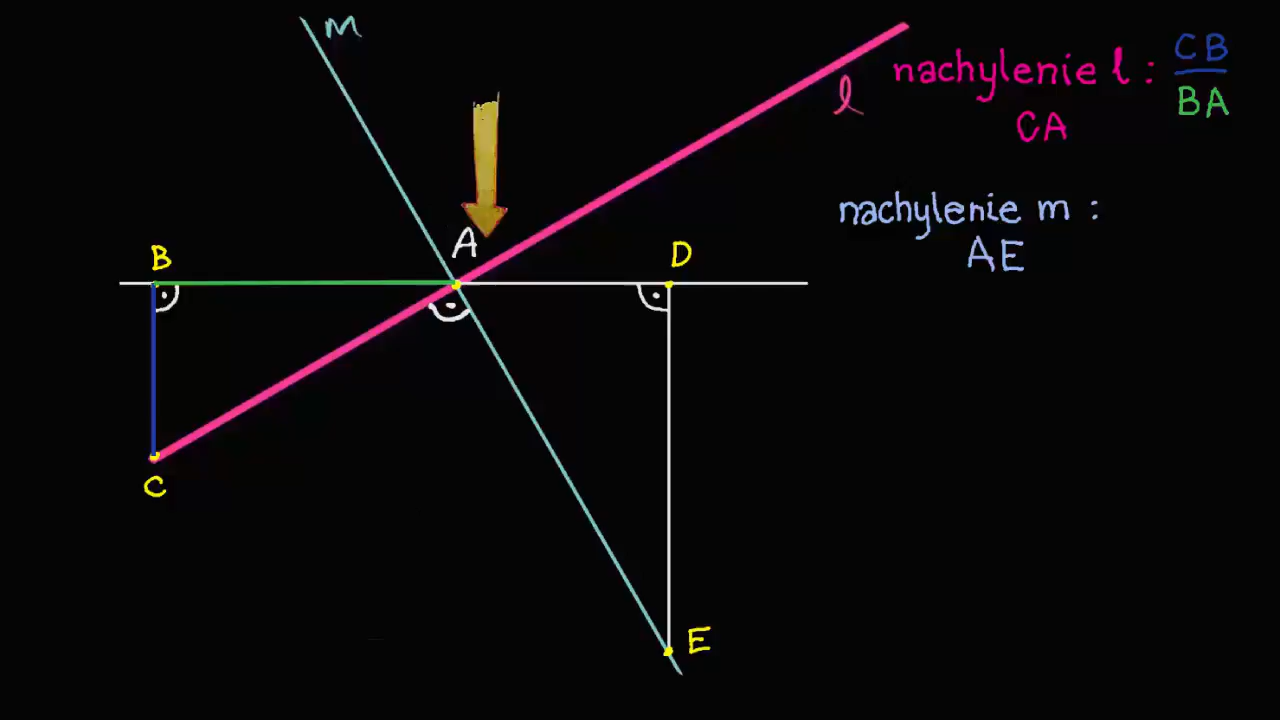 m
l
nachylenie l : CB
BA
CA
nachylenie m :
AE
A
B
D
C
E